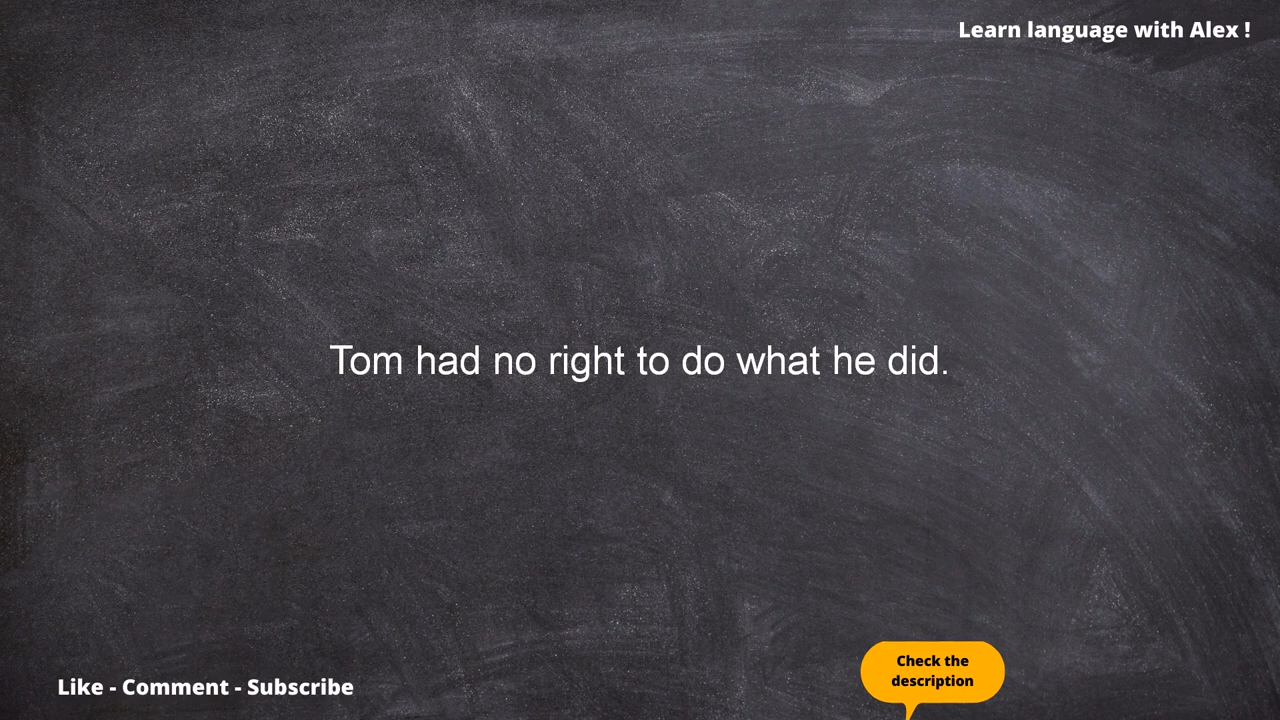 Learn language with Alex !
Tom had no right to do what he did.
Check the
description
Like - Comment - Subscribe